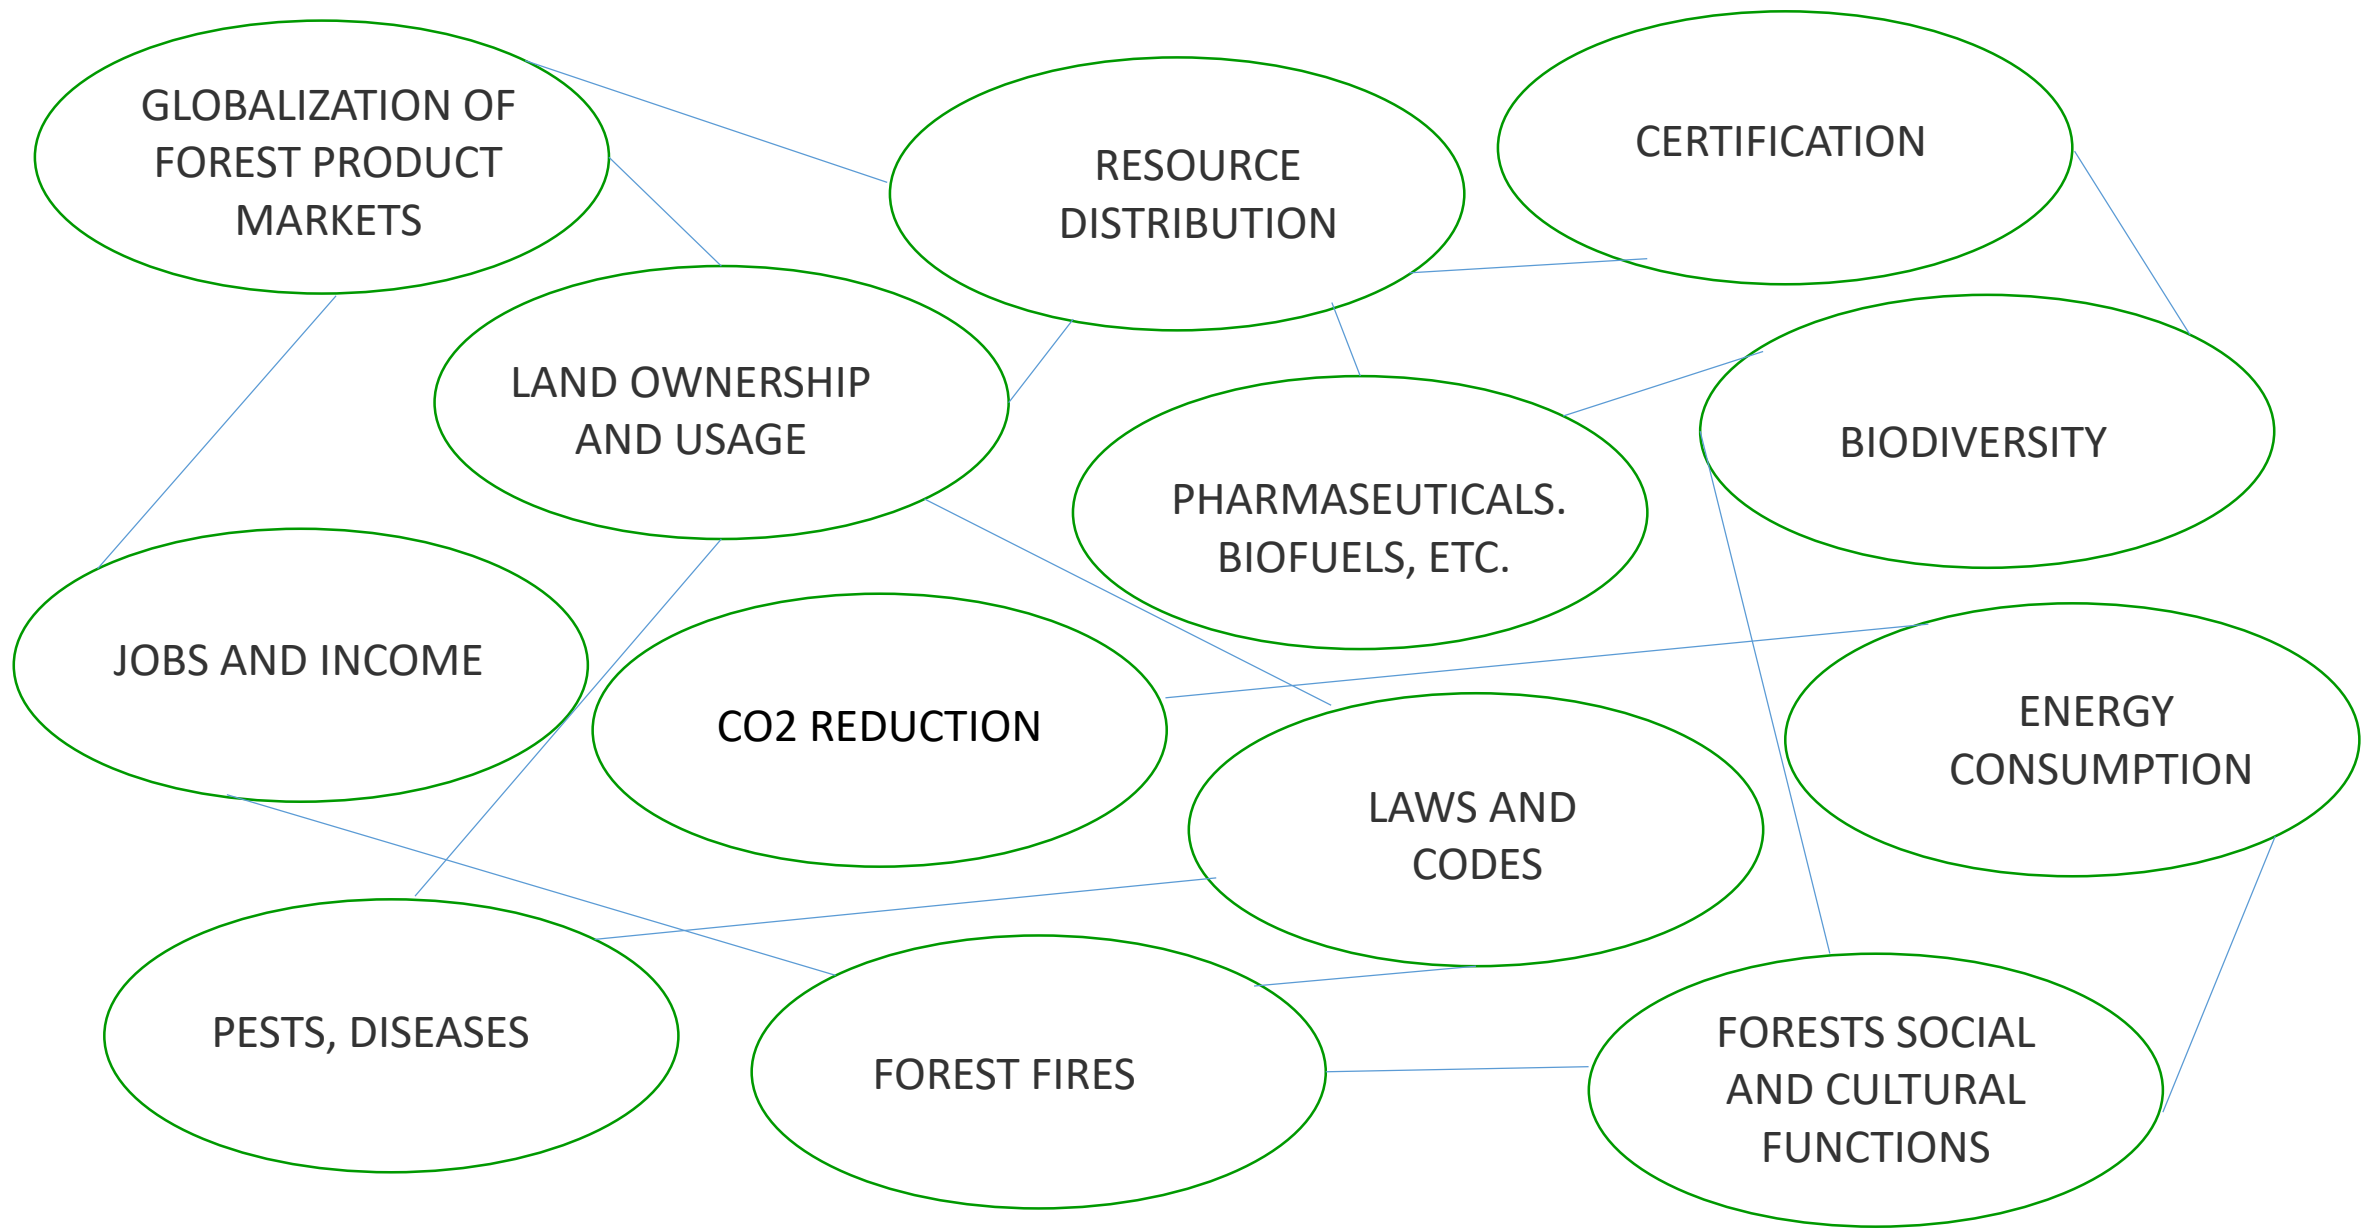 GLOBALIZATION OF
FOREST PRODUCT
MARKETS
RESOURCE
DISTRIBUTION
CERTIFICATION
LAND OWNERSHIP
AND USAGE
PHARMASEUTICALS.
BIOFUELS, ETC.
BIODIVERSITY
JOBS AND INCOME
CO2 REDUCTION
LAWS AND
CODES
ENERGY
CONSUMPTION
PESTS, DISEASES
FOREST FIRES
FORESTS SOCIAL
AND CULTURAL
FUNCTIONS